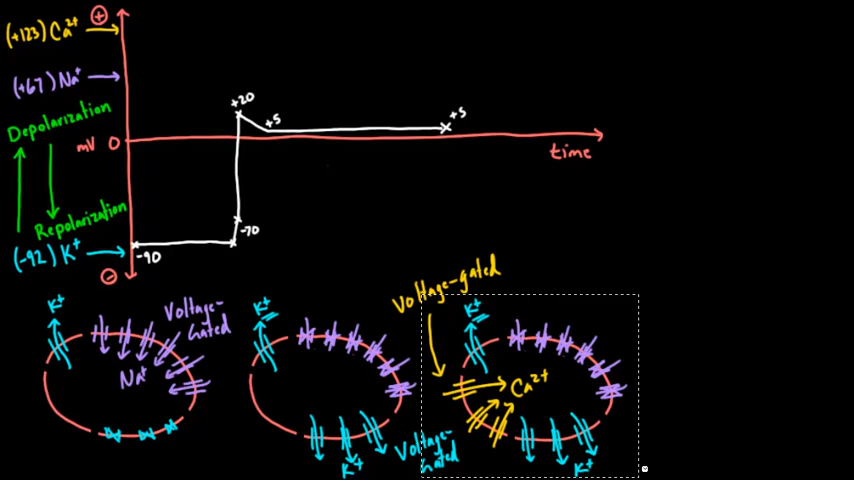 (+123) Ca²⁺
+
(+67) Na⁺
Depolarization
mV 0
Repolarization
(-92) K⁺
-
+20
+5
+5
time
-70
-90
K⁺
Voltage-
Gated
Na⁺
K⁺
Voltage-
Gated
K⁺
Voltage-gated
K⁺
Ca²⁺
K⁺